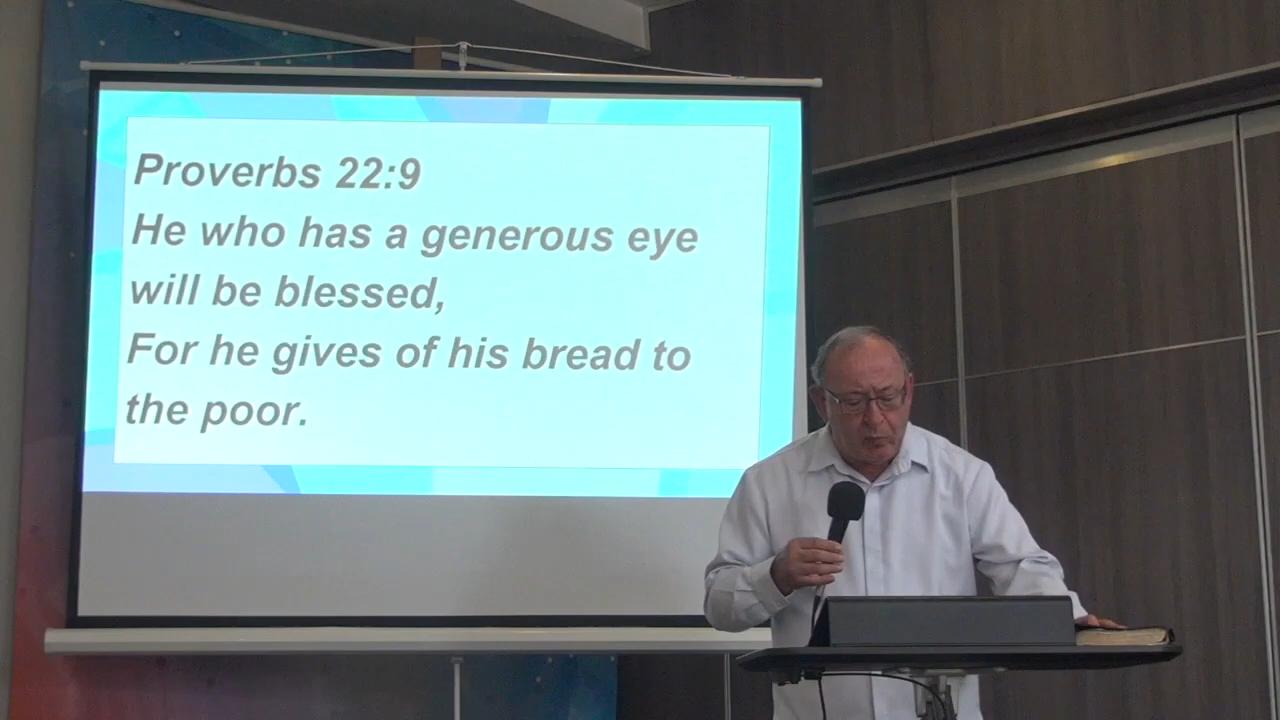 Proverbs 22:9
He who has a generous eye
will be blessed,
For he gives of his bread to
the poor.